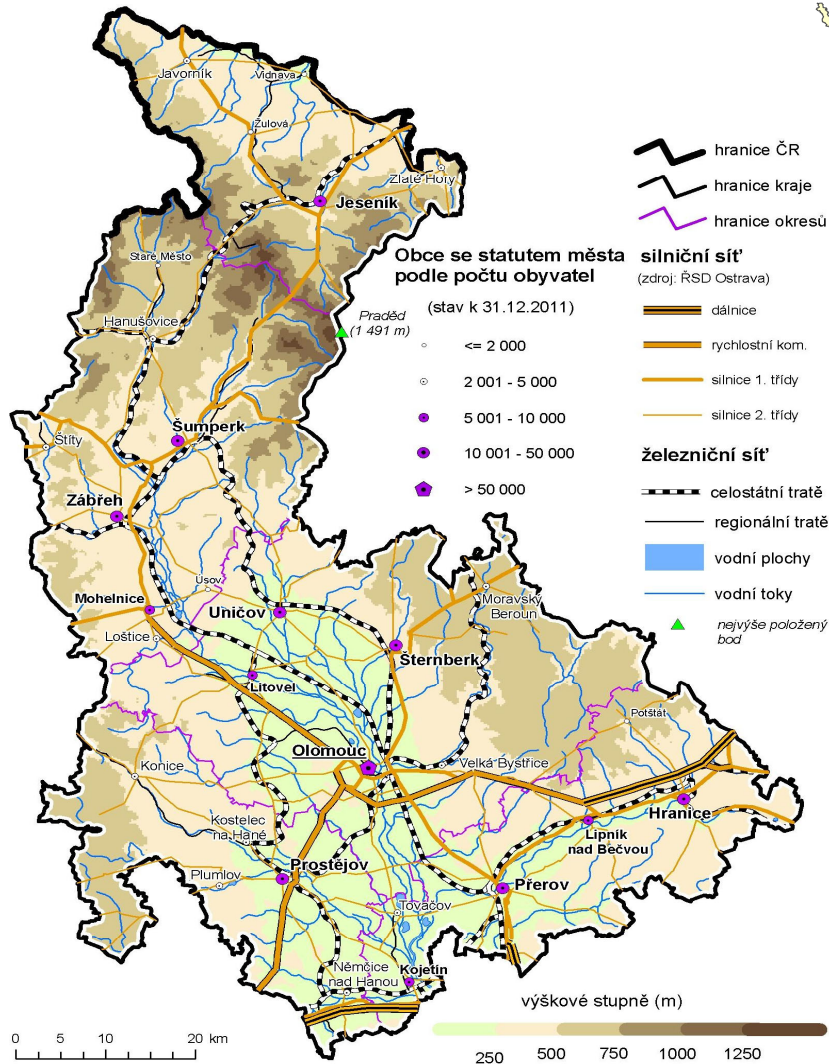 Javorník
Vidnava
Žulová
Zlaté Hory
Jeseník
Staré Město
Hanušovice
Praděd
(1 491 m)
Šumperk
Štíty
Zábřeh
Mohelnice
Úsov
Uničov
Moravský
Beroun
Loštice
Šternberk
Litovel
Potštát
Olomouc
Velká Bystřice
Konice
Hranice
Kostelec
na Hané
Lipník
nad Bečvou
Prostějov
Plumlov
Přerov
Tovačov
Němčice
nad Hanou
Kojetín
hranice ČR
hranice kraje
hranice okresů
Obce se statutem města
podle počtu obyvatel
(stav k 31.12.2011)
<= 2 000
2 001 - 5 000
5 001 - 10 000
10 001 - 50 000
> 50 000
silniční síť
(zdroj: ŘSD Ostrava)
dálnice
rychlostní kom.
silnice 1. třídy
silnice 2. třídy
železniční síť
celostátní tratě
regionální tratě
vodní plochy
vodní toky
nejvýše položený
bod
výškové stupně (m)
250 500 750 1000 1250
0 5 10 20 km